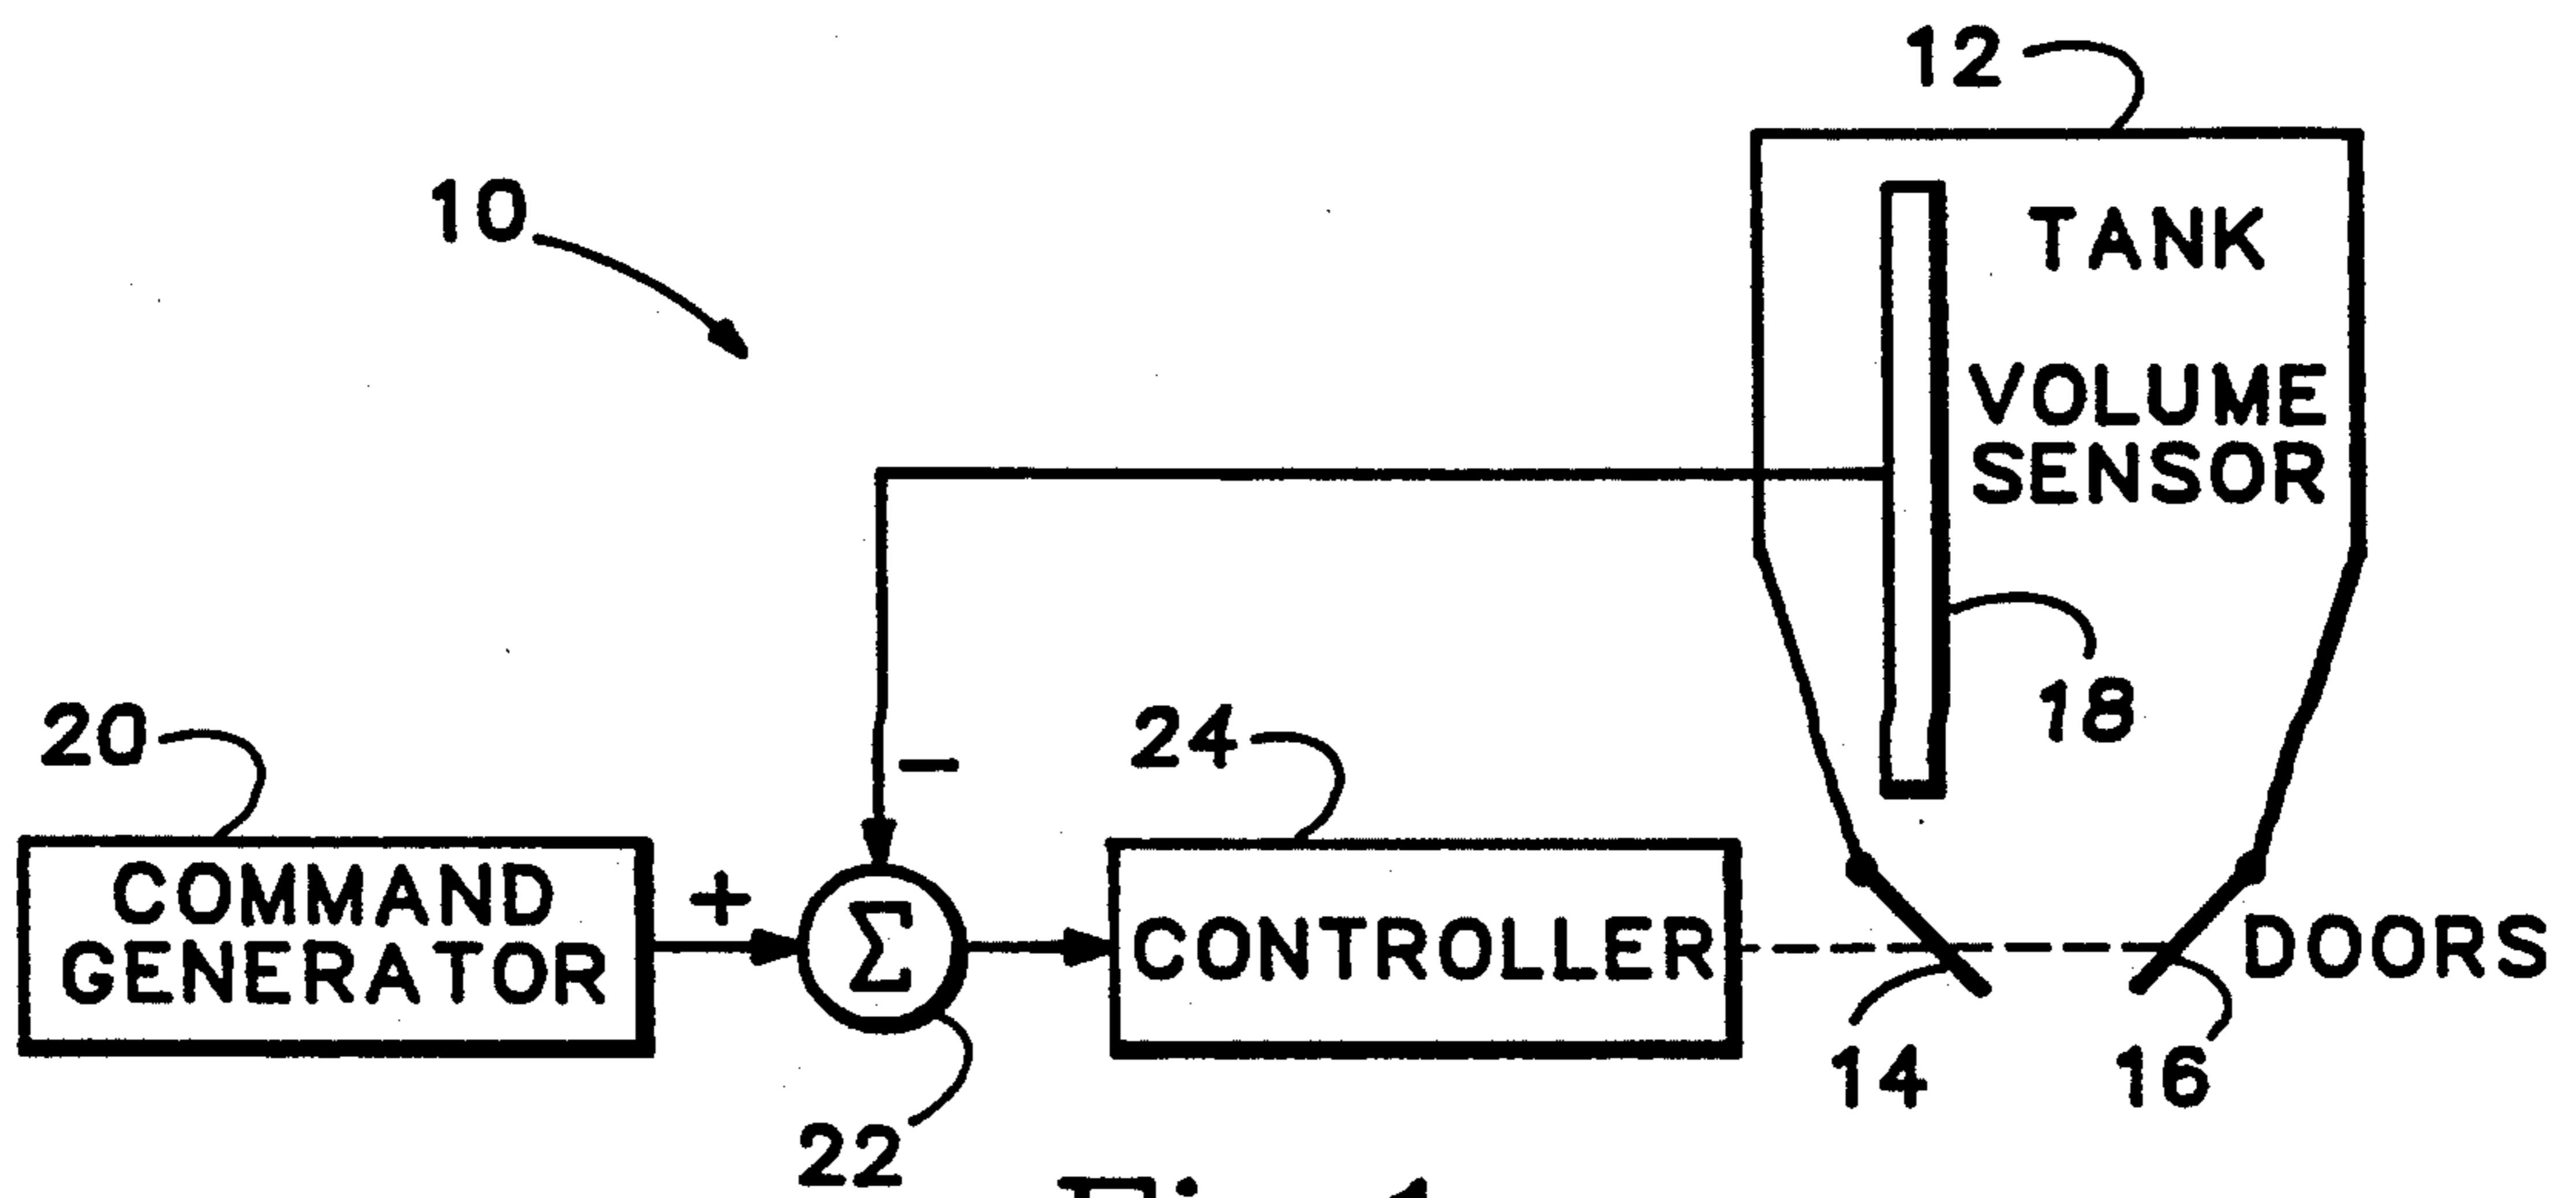 12
10
TANK
VOLUME
SENSOR
18
20
24
−
COMMAND
GENERATOR
+
Σ
CONTROLLER
DOORS
14
16
22